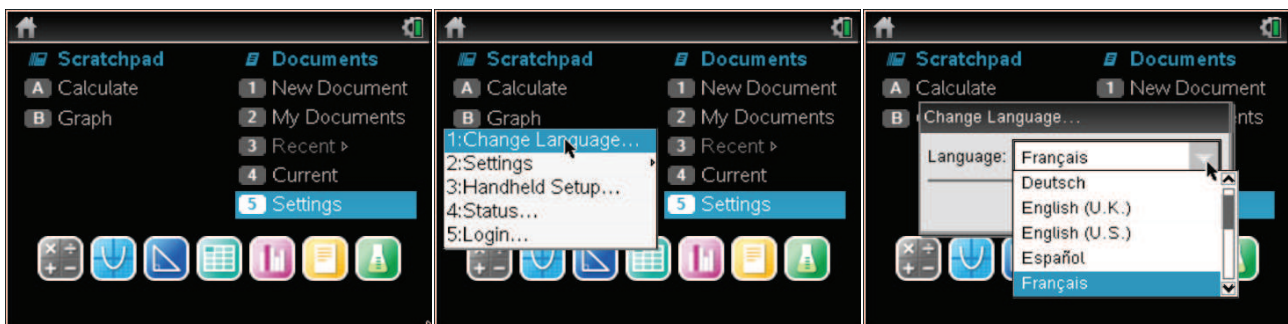 Scratchpad
A Calculate
B Graph
Documents
1 New Document
2 My Documents
3 Recent
4 Current
5 Settings
Scratchpad
A Calculate
B Graph
1:Change Language...
2:Settings
3:Handheld Setup...
4:Status...
5:Login...
Documents
1 New Document
2 My Documents
3 Recent
4 Current
5 Settings
Scratchpad
A Calculate
B
Documents
1 New Document
nts
Change Language...
Language: Français
Deutsch
English (U.K.)
English (U.S.)
Español
Français